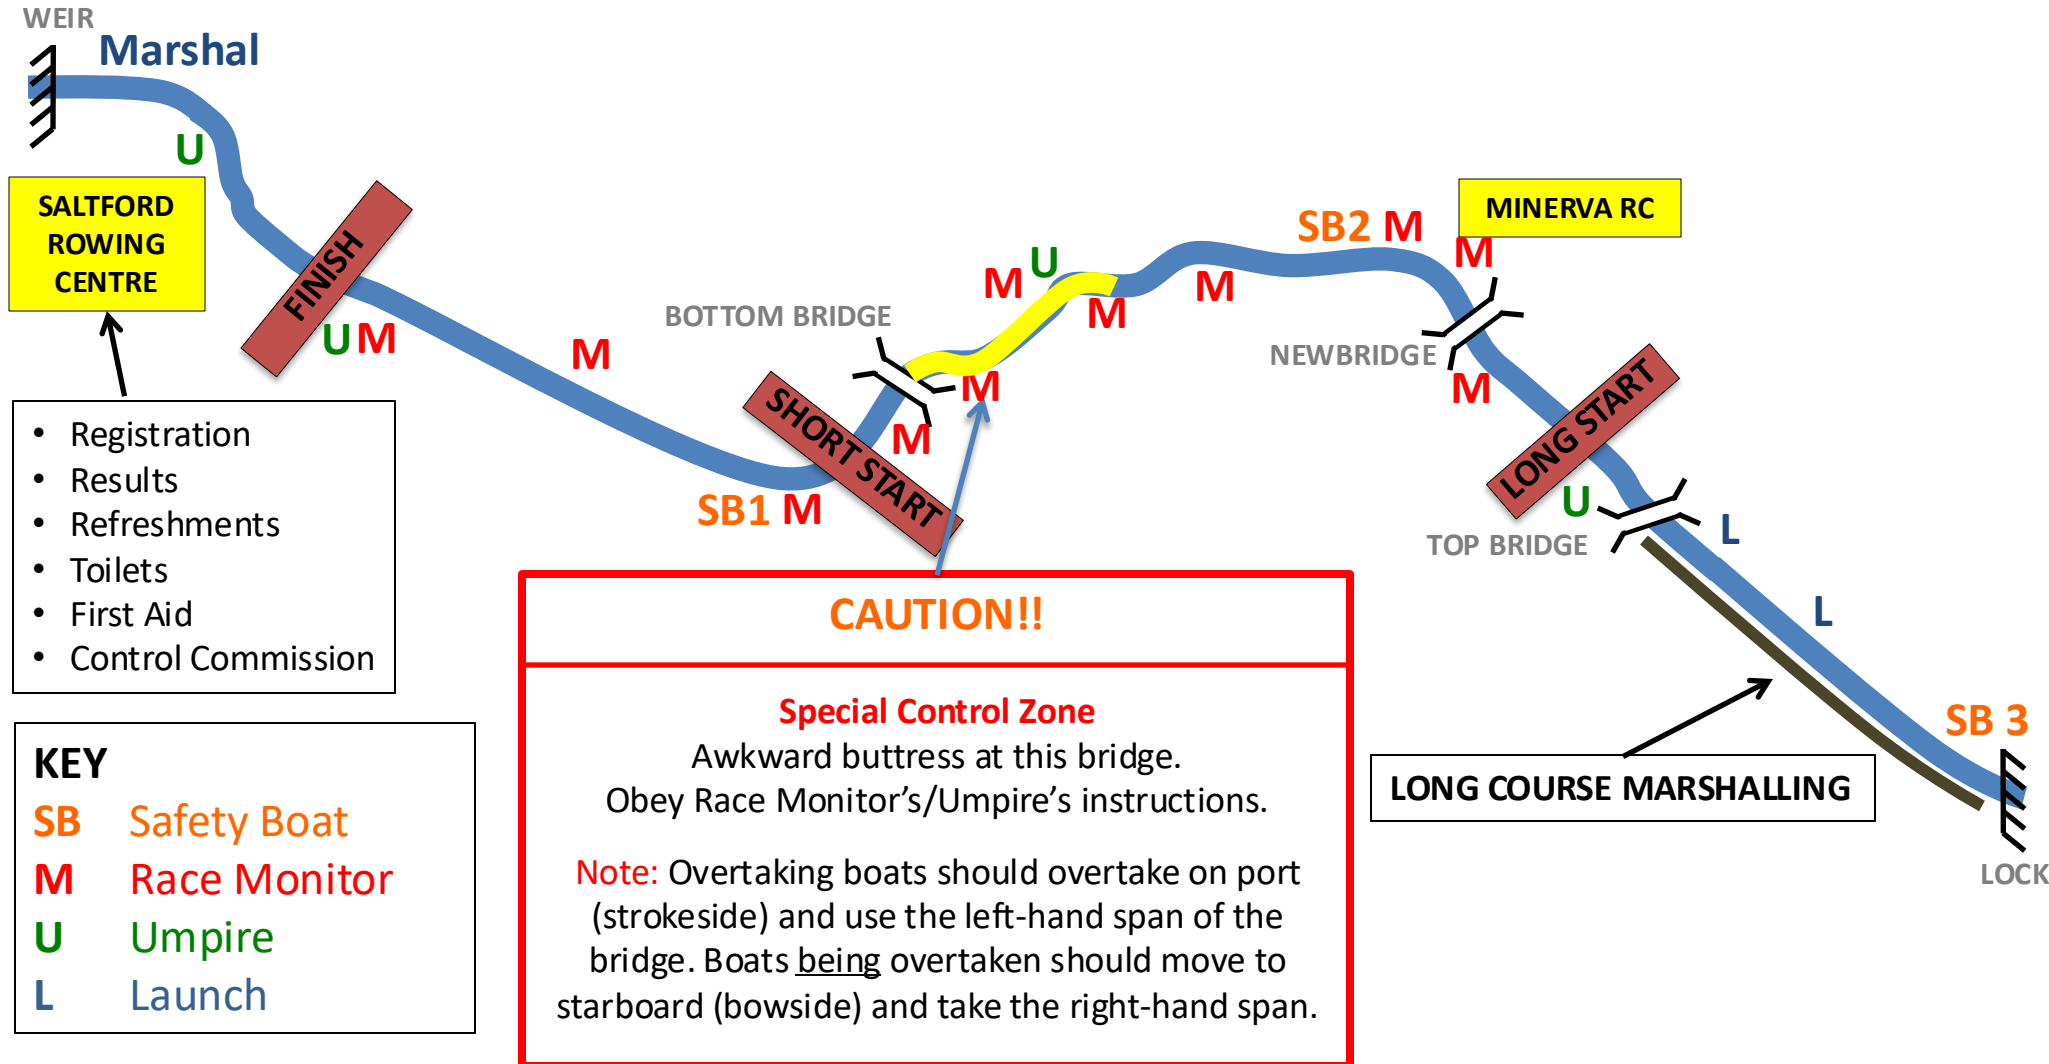 WEIR
Marshal
U
SALTFORD
ROWING
CENTRE
FINISH
U M
M
BOTTOM BRIDGE
M
U
M
M
SB2 M
MINERVA RC
M
NEWBRIDGE
M
LONG START
U
TOP BRIDGE
L
L
SB 3
LOCK
LONG COURSE MARSHALLING
M
M
SHORT START
SB1 M
• Registration
• Results
• Refreshments
• Toilets
• First Aid
• Control Commission
KEY
SB Safety Boat
M Race Monitor
U Umpire
L Launch
CAUTION!!
Special Control Zone
Awkward buttress at this bridge.
Obey Race Monitor's/Umpire's instructions.
Note: Overtaking boats should overtake on port
(strokeside) and use the left-hand span of the
bridge. Boats being overtaken should move to
starboard (bowside) and take the right-hand span.